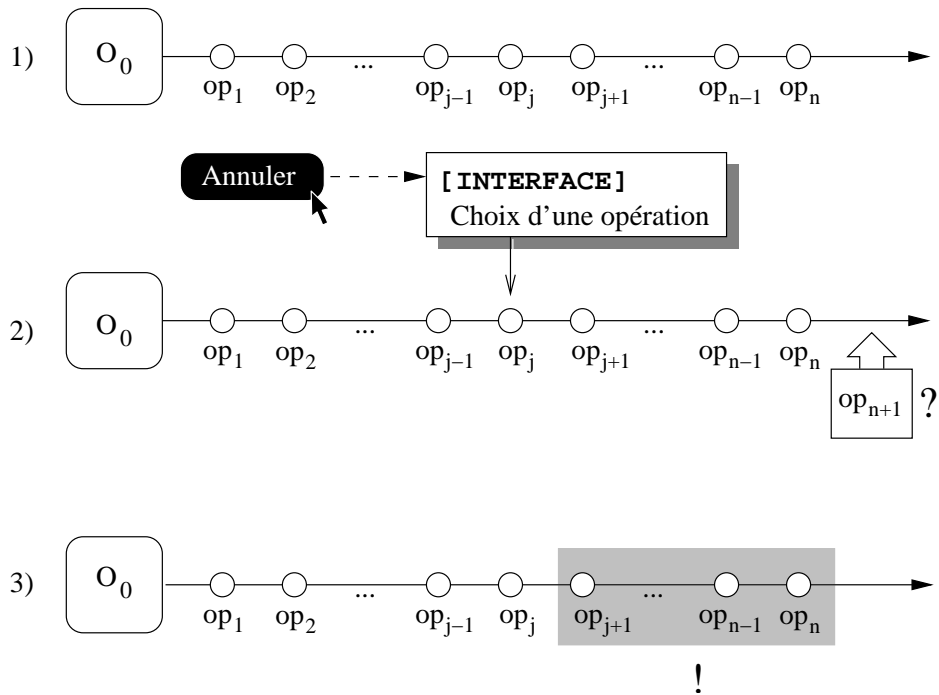 1) O₀ ...  ...
op₁ op₂ opⱼ₋₁ opⱼ opⱼ₊₁ opₙ₋₁ opₙ
Annuler
[INTERFACE]
Choix d'une opération
2) O₀ ... ...
op₁ op₂ opⱼ₋₁ opⱼ opⱼ₊₁ opₙ₋₁ opₙ
opₙ₊₁ ?
3) O₀ ... ...
op₁ op₂ opⱼ₋₁ opⱼ opⱼ₊₁ opₙ₋₁ opₙ
!